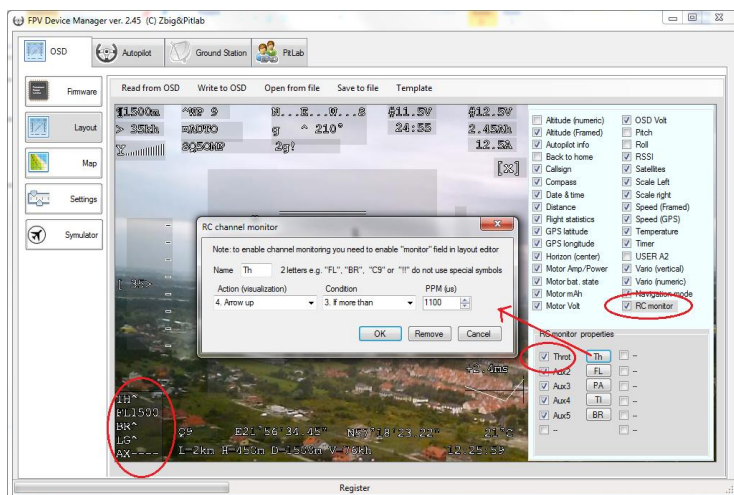 FPV Device Manager ver. 2.45 (C) Zbig&Pitlab
OSD Autopilot Ground Station PitLab
Firmware
Layout
Map
Settings
Symulator
Read from OSD Write to OSD Open from file Save to file Template
1500m ^WP 9 N...E...W...S 11.5V 12.5V
> 35kh AUTO g ^ 210° 24:55 2.45Ah
SQ5CNP 2g! 12.5A
[x]
[ 35>
TH^
FL1500
BR^
LG^
AX----
C9 E21°56'34.45"
L-2km H-450m
21°C
12.25.59
RC channel monitor
Note: to enable channel monitoring you need to enable "monitor" field in layout editor
Name Th 2 letters e.g. "FL", "BR", "C9" or "!!" do not use special symbols
Action (visualization) Condition PPM (us)
4. Arrow up 3. If more than 1100
OK Remove Cancel
Altitude (numeric)
Altitude (Framed)
Autopilot info
Back to home
Callsign
Compass
Date & time
Distance
Flight statistics
GPS latitude
GPS longitude
Horizon (center)
Motor Amp/Power
Motor bat. state
Motor mAh
Motor Volt
OSD Volt
Pitch
Roll
RSSI
Satellites
Scale Left
Scale right
Speed (Framed)
Speed (GPS)
Temperature
Timer
USER A2
Vario (vertical)
Vario (numeric)
Navigation mode
RC monitor
RC monitor properties
Throt Th --
Aux2 FL --
Aux3 PA --
Aux4 TI --
Aux5 BR --
-- --
Register